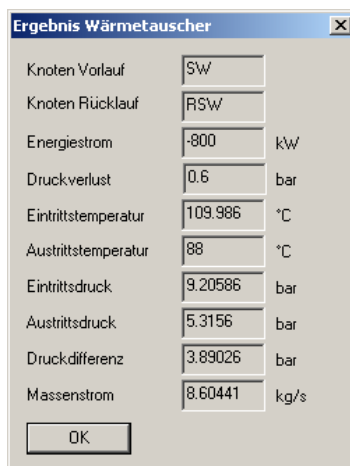 Ergebnis Wärmetauscher
Knoten Vorlauf SW
Knoten Rücklauf RSW
Energiestrom -800 kW
Druckverlust 0.6 bar
Eintrittstemperatur 109.986 °C
Austrittstemperatur 88 °C
Eintrittsdruck 9.20586 bar
Austrittsdruck 5.3156 bar
Druckdifferenz 3.89026 bar
Massenstrom 8.60441 kg/s
OK